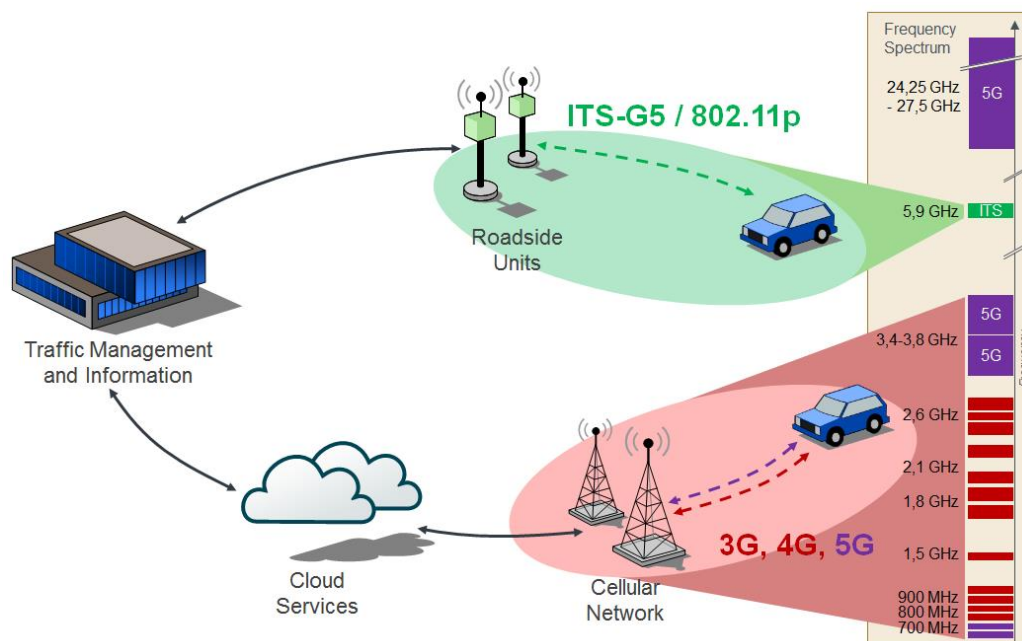 Frequency
Spectrum
24,25 GHz
- 27,5 GHz
5G
ITS-G5 / 802.11p
5,9 GHz
ITS
Roadside
Units
5G
3,4-3,8 GHz
5G
Traffic Management
and Information
2,6 GHz
2,1 GHz
1,8 GHz
3G, 4G, 5G
1,5 GHz
Cloud
Services
Cellular
Network
900 MHz
800 MHz
700 MHz